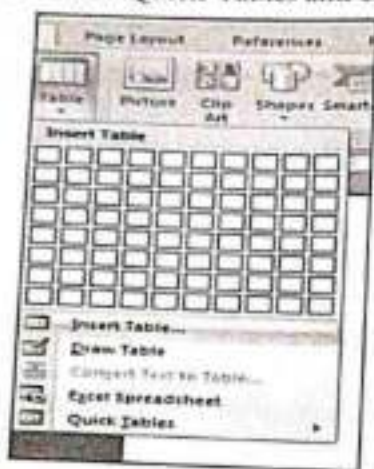 Page Layout References
Table Picture Clip Art Shapes Smart
Insert Table
Insert Table...
Draw Table
Convert Text to Table...
Excel Spreadsheet
Quick Tables